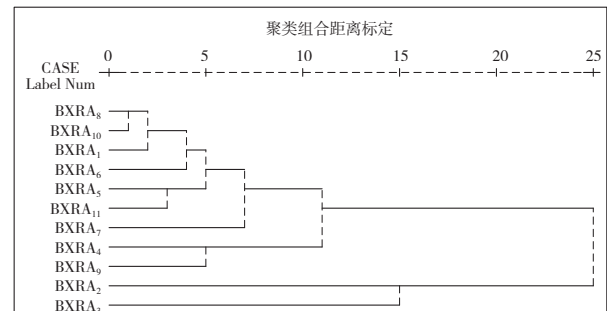 聚类组合距离标定
0 5 10 15 20 25
CASE
Label Num
BXRA₈
BXRA₁₀
BXRA₁
BXRA₆
BXRA₅
BXRA₁₁
BXRA₇
BXRA₄
BXRA₉
BXRA₂
BXRA₃